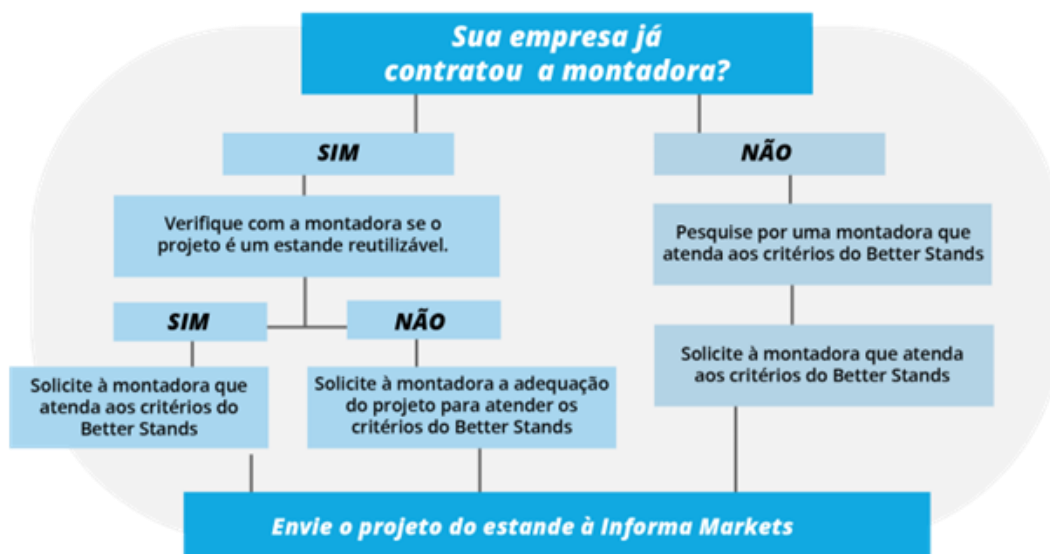 Sua empresa já
contratou a montadora?
SIM
NÃO
Verifique com a montadora se o
projeto é um estande reutilizável.
Pesquise por uma montadora que
atenda aos critérios do Better Stands
SIM
NÃO
Solicite à montadora que
atenda aos critérios do
Better Stands
Solicite à montadora a adequação
do projeto para atender os
critérios do Better Stands
Solicite à montadora que atenda
aos critérios do Better Stands
Envie o projeto do estande à Informa Markets